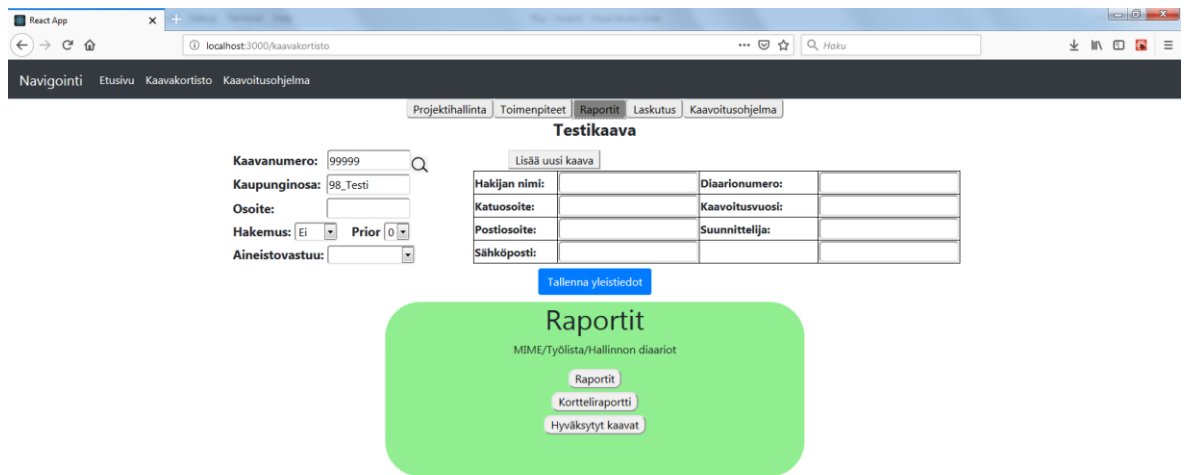 React App
localhost:3000/kaavakortisto
Haku
Navigointi Etusivu Kaavakortisto Kaavoitusohjelma
Projektihallinta Toimenpiteet Raportit Laskutus Kaavoitusohjelma
Testikaava
Kaavanumero: 99999
Lisää uusi kaava
Kaupunginosa: 98_Testi
Hakijan nimi: Diaarionumero:
Osoite:
Katuosoite: Kaavoitusvuosi:
Hakemus: Ei Prior 0
Postiosoite: Suunnittelija:
Aineistovastuu:
Sähköposti:
Tallenna yleistiedot
Raportit
MIME/Työlista/Hallinnon diaariot
Raportit
Kortteliraportti
Hyväksytyt kaavat